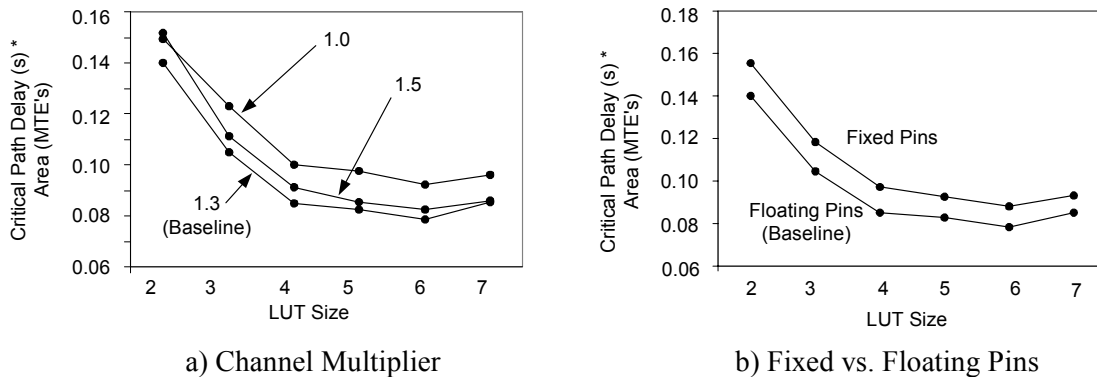 Critical Path Delay (s) *
Area (MTE's)
0.16
0.14
0.12
0.10
0.08
0.06
1.0
1.5
1.3
(Baseline)
2 3 4 5 6 7
LUT Size
a) Channel Multiplier
Critical Path Delay (s) *
Area (MTE's)
0.18
0.16
0.14
0.12
0.10
0.08
0.06
Fixed Pins
Floating Pins
(Baseline)
2 3 4 5 6 7
LUT Size
b) Fixed vs. Floating Pins